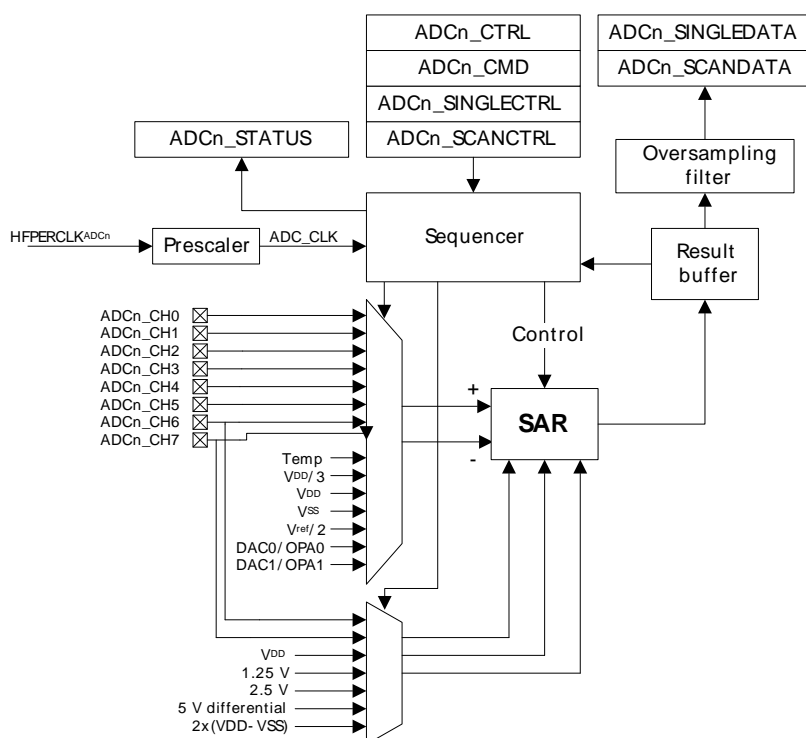 ADCn_CTRL
ADCn_CMD
ADCn_SINGLECTRL
ADCn_SCANCTRL
ADCn_SINGLEDATA
ADCn_SCANDATA
ADCn_STATUS
Oversampling
filter
HFPERCLKADCn
Prescaler
ADC_CLK
Sequencer
Result
buffer
ADCn_CH0
ADCn_CH1
ADCn_CH2
ADCn_CH3
ADCn_CH4
ADCn_CH5
ADCn_CH6
ADCn_CH7
Control
+
SAR
-
Temp
VDD/3
VDD
VSS
Vref/2
DAC0/OPA0
DAC1/OPA1
VDD
1.25 V
2.5 V
5 V differential
2x(VDD-VSS)